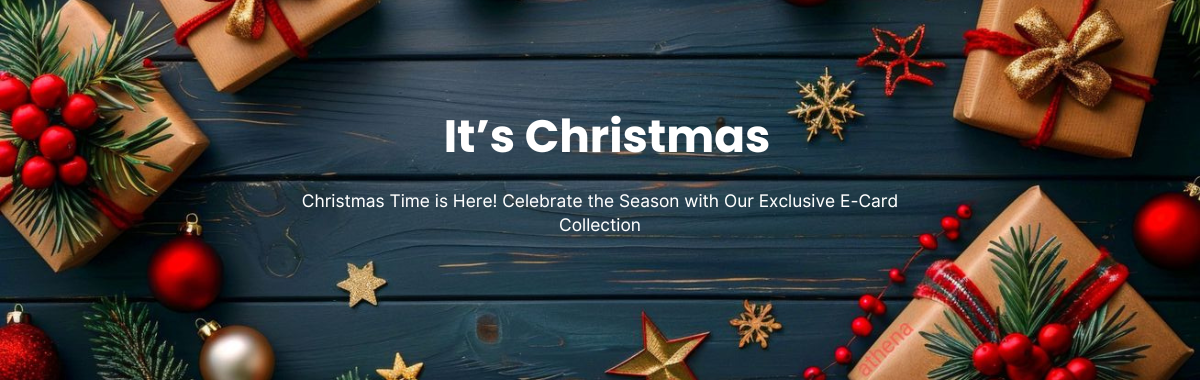 It’s Christmas
Christmas Time is Here! Celebrate the Season with Our Exclusive E-Card
Collection
athena